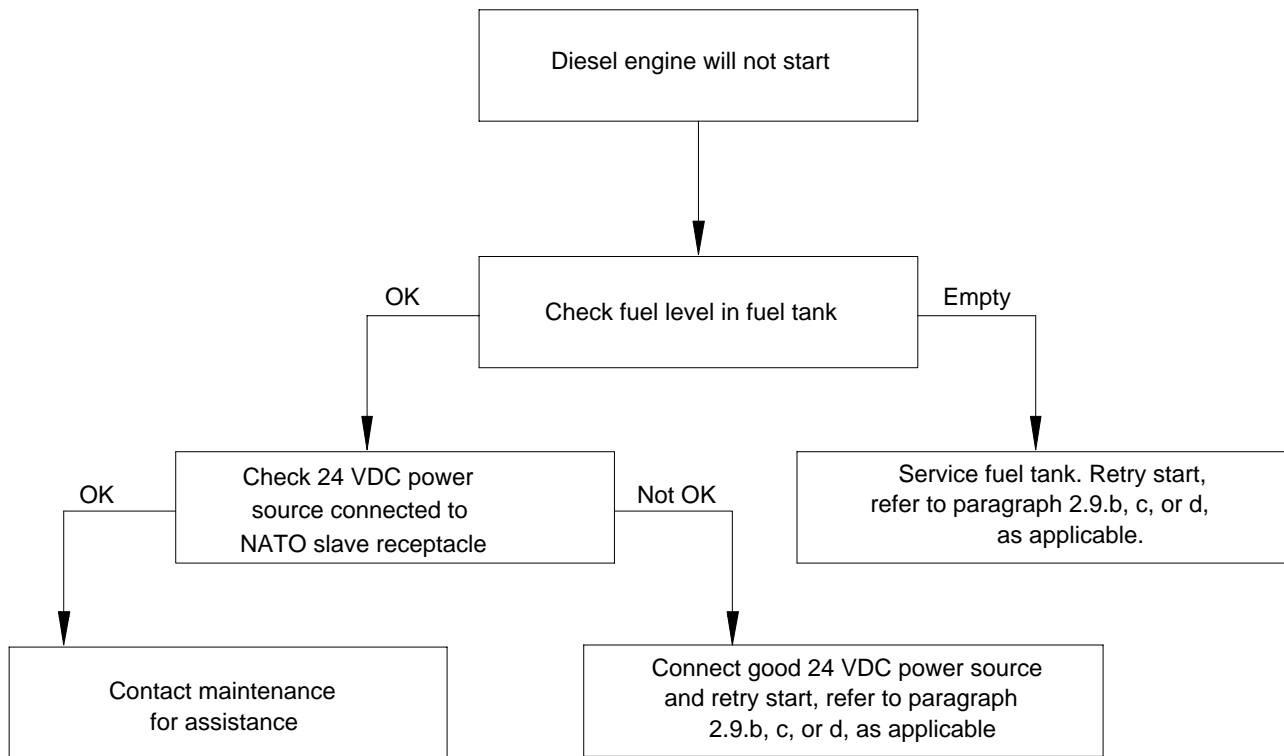 Diesel engine will not start
OK
Check fuel level in fuel tank
Empty
OK
Check 24 VDC power
source connected to
NATO slave receptacle
Not OK
Service fuel tank. Retry start,
refer to paragraph 2.9.b, c, or d,
as applicable.
Contact maintenance
for assistance
Connect good 24 VDC power source
and retry start, refer to paragraph
2.9.b, c, or d, as applicable